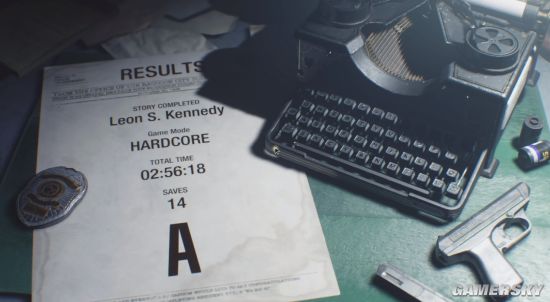 RESULTS
STORY COMPLETED
Leon S. Kennedy
Game Mode
HARDCORE
TOTAL TIME
02:56:18
SAVES
14
A
GAMERSKY